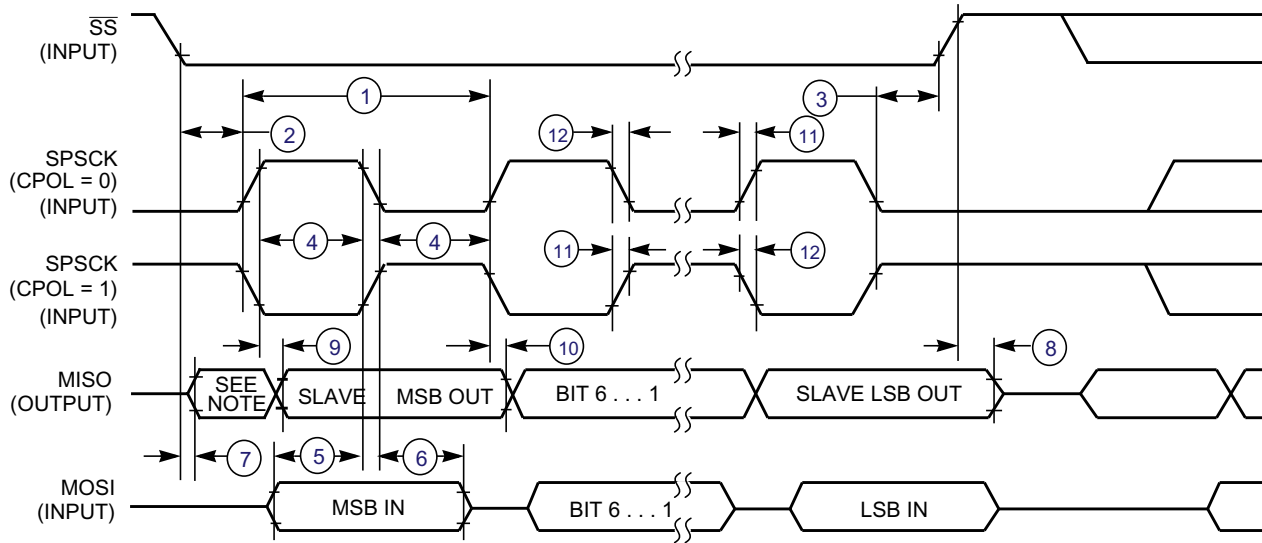 SS
(INPUT)
1
3
2
12
11
SPSCK
(CPOL = 0)
(INPUT)
4
4
11
12
SPSCK
(CPOL = 1)
(INPUT)
9
10
8
MISO
(OUTPUT)
SEE
NOTE
SLAVE
MSB OUT
BIT 6 . . . 1
SLAVE LSB OUT
7
5
6
MOSI
(INPUT)
MSB IN
BIT 6 . . . 1
LSB IN